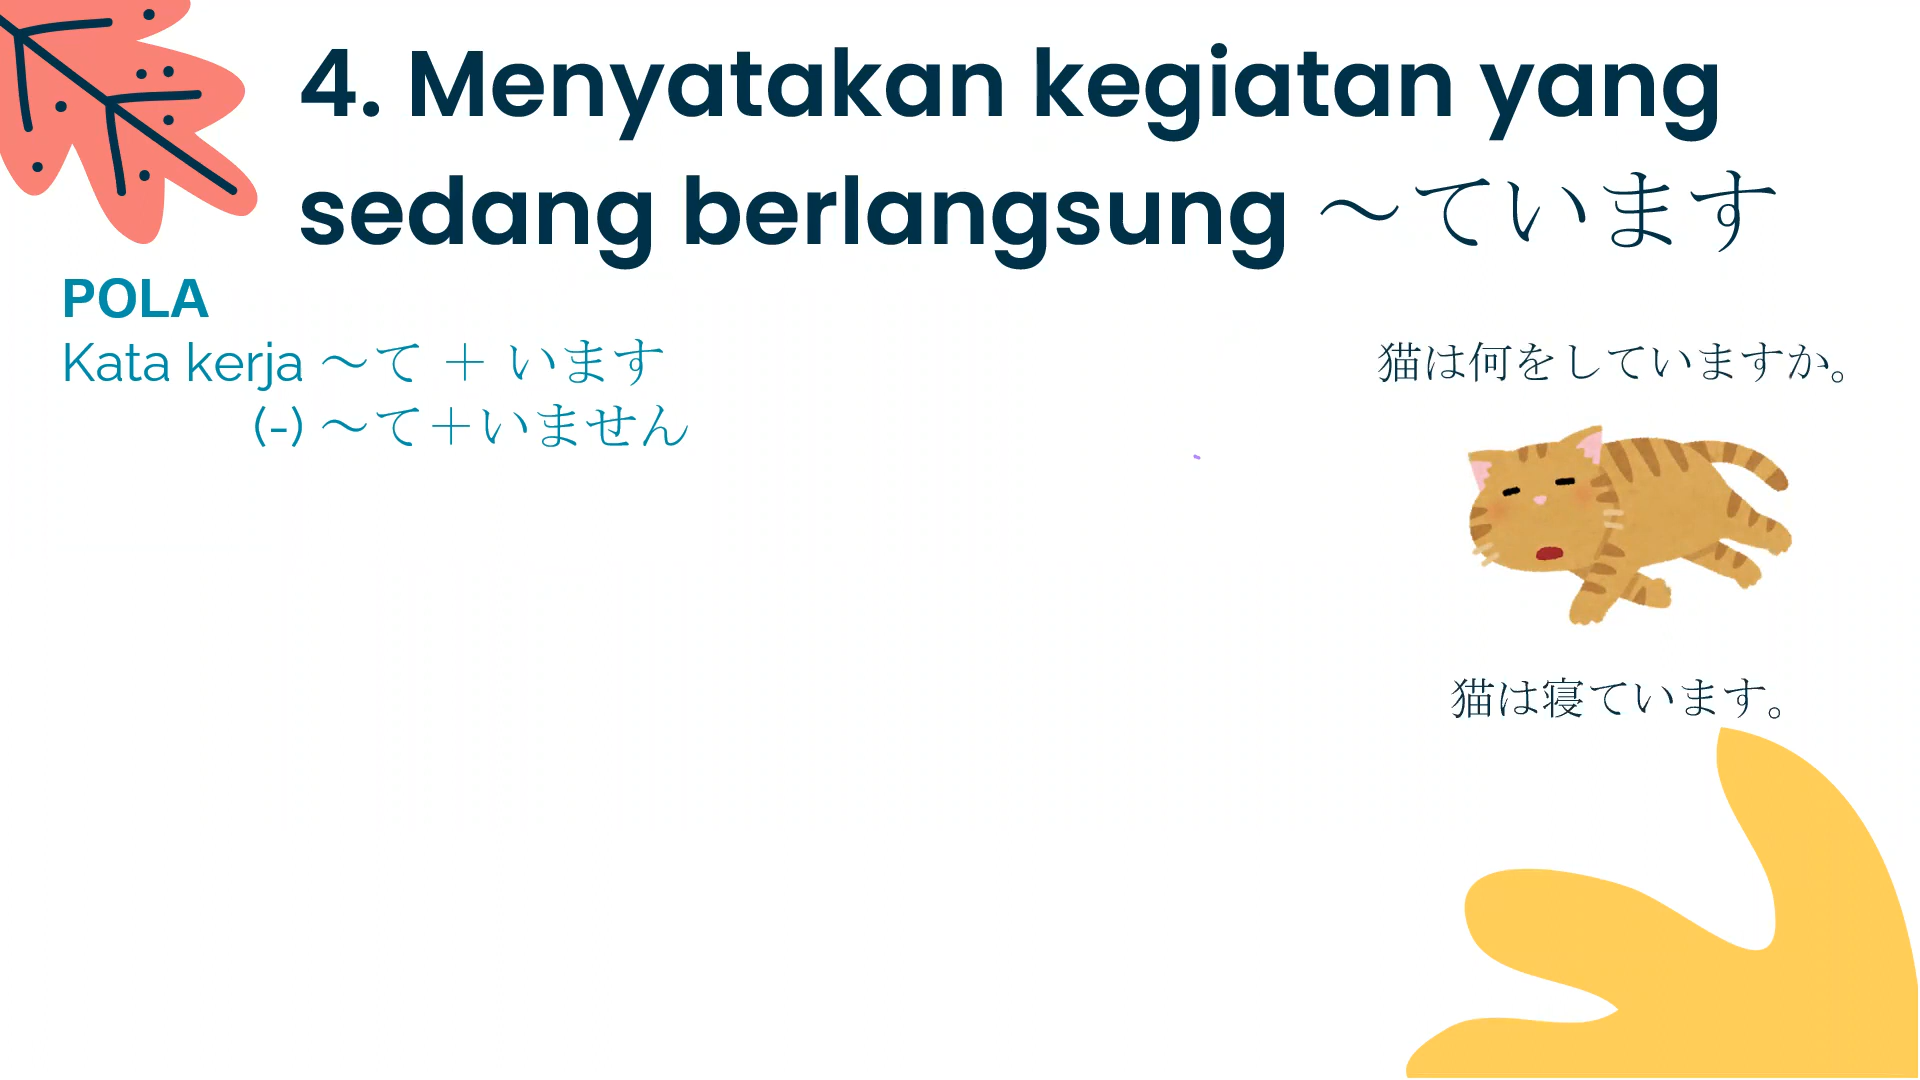 4. Menyatakan kegiatan yang
sedang berlangsung ～ています
POLA
Kata kerja ～て ＋ います
(-) ～て＋いません
猫は何をしていますか。
猫は寝ています。